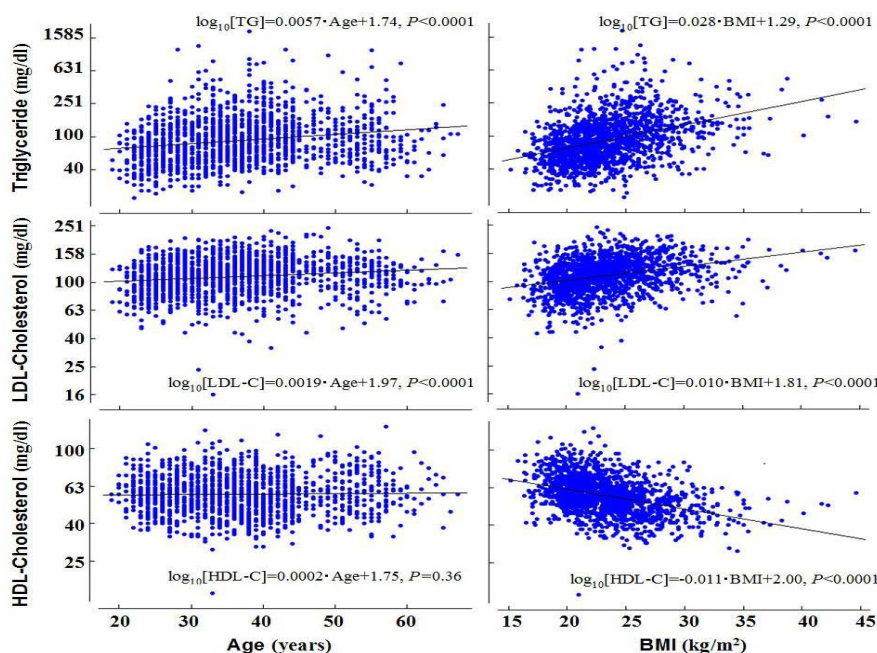 log₁₀[TG]=0.0057·Age+1.74, P<0.0001
log₁₀[TG]=0.028·BMI+1.29, P<0.0001
Triglyceride (mg/dl)
1585
631
251
100
40
LDL-Cholesterol (mg/dl)
251
158
100
63
40
25
16
log₁₀[LDL-C]=0.0019·Age+1.97, P<0.0001
log₁₀[LDL-C]=0.010·BMI+1.81, P<0.0001
HDL-Cholesterol (mg/dl)
100
63
40
25
log₁₀[HDL-C]=0.0002·Age+1.75, P=0.36
log₁₀[HDL-C]=-0.011·BMI+2.00, P<0.0001
20 30 40 50 60
15 20 25 30 35 40 45
Age (years)
BMI (kg/m²)